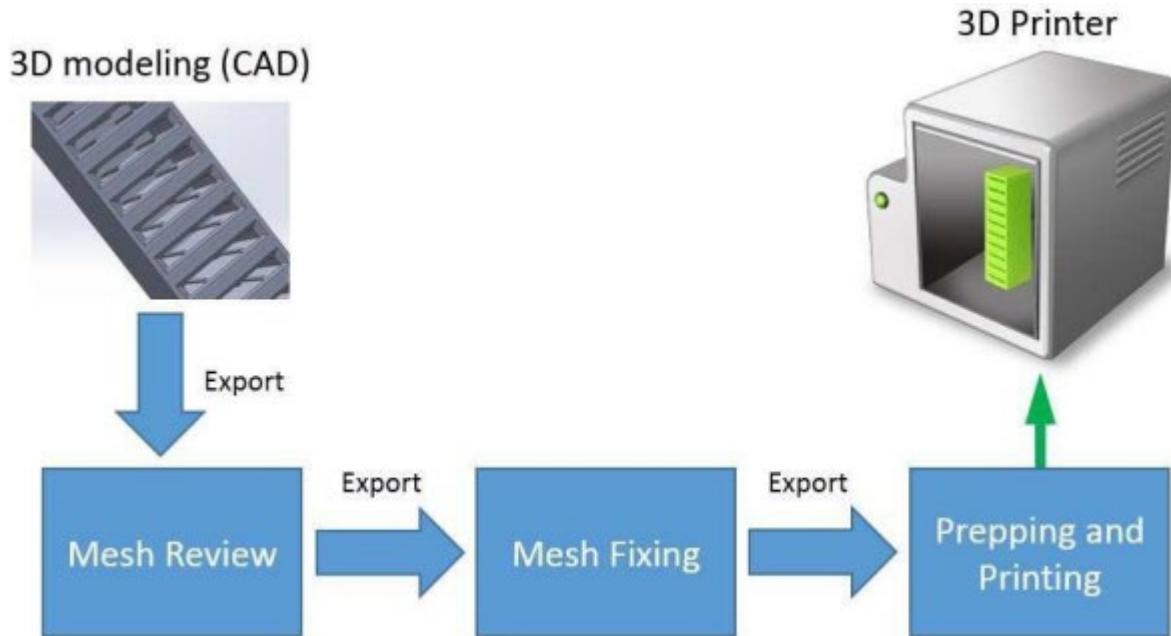 3D Printer
3D modeling (CAD)
Export
Export
Export
Mesh Review
Mesh Fixing
Prepping and
Printing